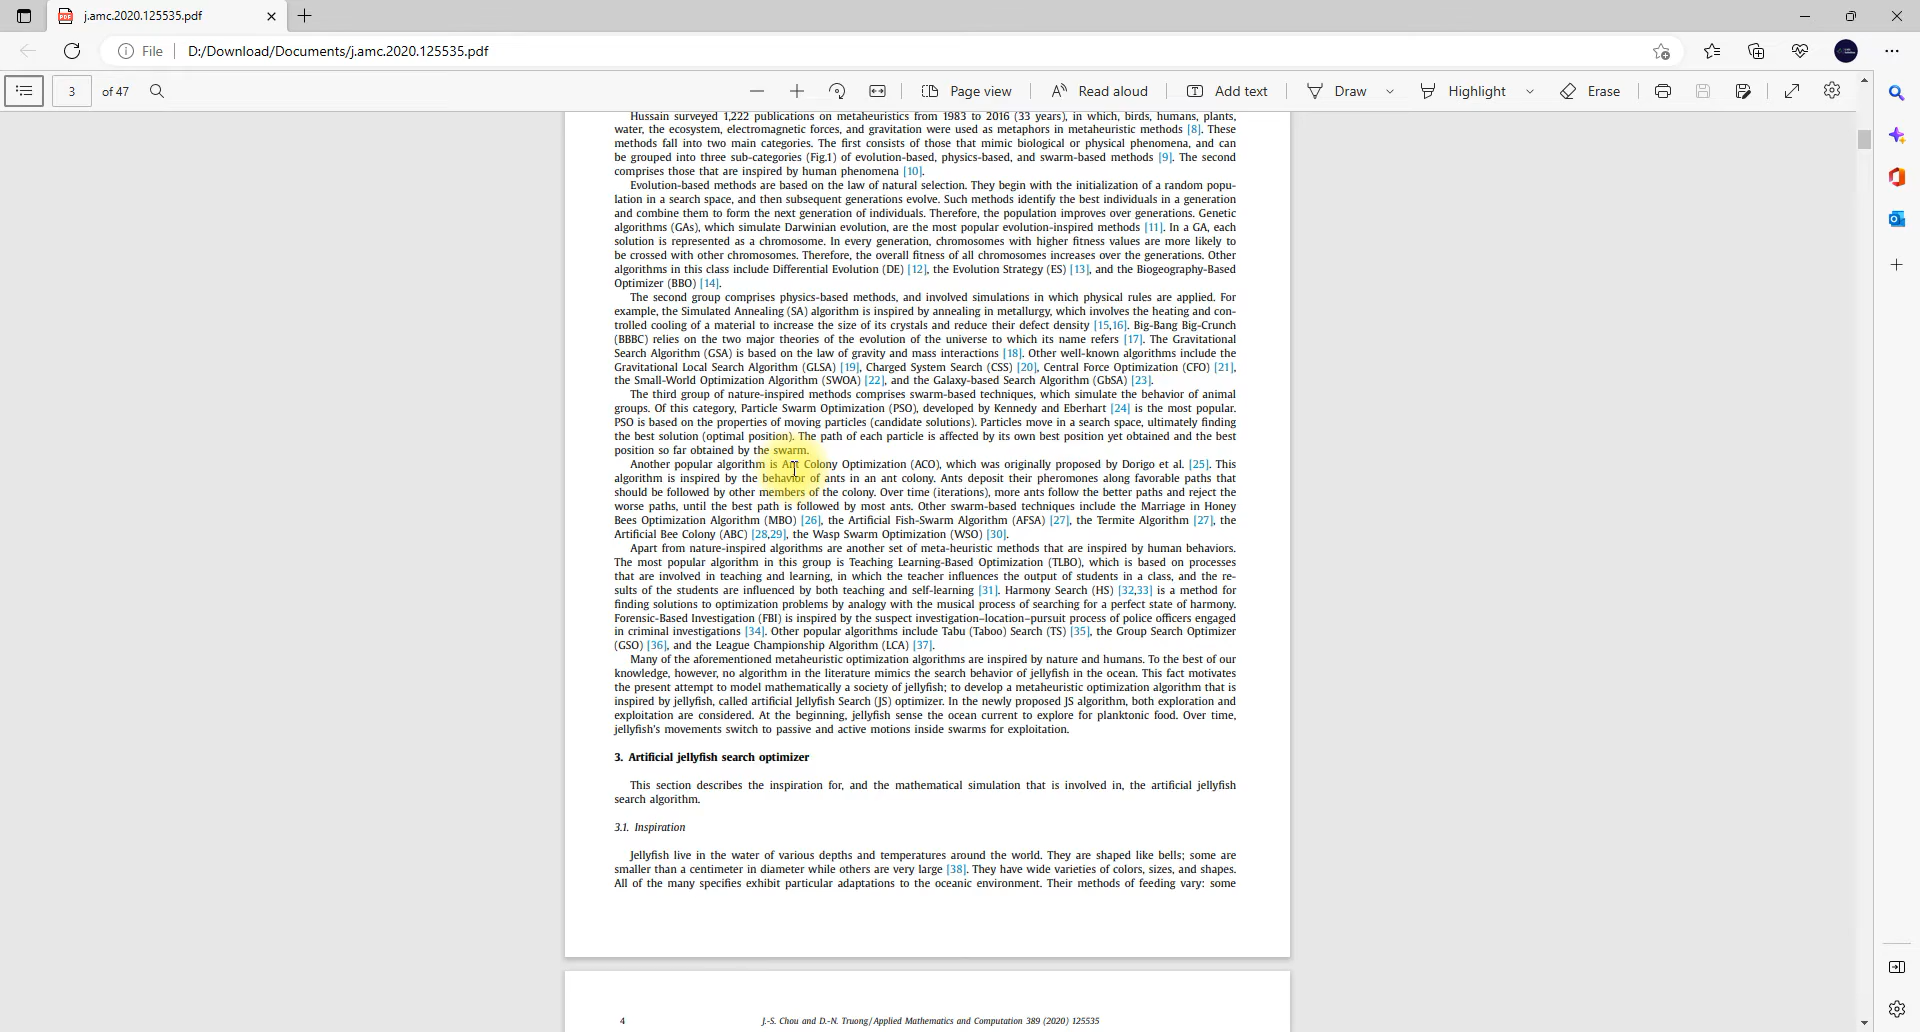 j.amc.2020.125535.pdf
File
D:/Download/Documents/j.amc.2020.125535.pdf
3 of 47
Page view
Read aloud
Add text
Draw
Highlight
Erase
Hussain surveyed 1,222 publications on metaheuristics from 1983 to 2016 (33 years), in which, birds, humans, plants,
water, the ecosystem, electromagnetic forces, and gravitation were used as metaphors in metaheuristic methods [8]. These
methods fall into two main categories. The first consists of those that mimic biological or physical phenomena, and can
be grouped into three sub-categories (Fig.1) of evolution-based, physics-based, and swarm-based methods [9]. The second
comprises those that are inspired by human phenomena [10].
Evolution-based methods are based on the law of natural selection. They begin with the initialization of a random popu-
lation in a search space, and then subsequent generations evolve. Such methods identify the best individuals in a generation
and combine them to form the next generation of individuals. Therefore, the population improves over generations. Genetic
algorithms (GAs), which simulate Darwinian evolution, are the most popular evolution-inspired methods [11]. In a GA, each
solution is represented as a chromosome. In every generation, chromosomes with higher fitness values are more likely to
be crossed with other chromosomes. Therefore, the overall fitness of all chromosomes increases over the generations. Other
algorithms in this class include Differential Evolution (DE) [12], the Evolution Strategy (ES) [13], and the Biogeography-Based
Optimizer (BBO) [14].
The second group comprises physics-based methods, and involved simulations in which physical rules are applied. For
example, the Simulated Annealing (SA) algorithm is inspired by annealing in metallurgy, which involves the heating and con-
trolled cooling of a material to increase the size of its crystals and reduce their defect density [15,16]. Big-Bang Big-Crunch
(BBBC) relies on the two major theories of the evolution of the universe to which its name refers [17]. The Gravitational
Search Algorithm (GSA) is based on the law of gravity and mass interactions [18]. Other well-known algorithms include the
Gravitational Local Search Algorithm (GLSA) [19], Charged System Search (CSS) [20], Central Force Optimization (CFO) [21],
the Small-World Optimization Algorithm (SWOA) [22], and the Galaxy-based Search Algorithm (GbSA) [23].
The third group of nature-inspired methods comprises swarm-based techniques, which simulate the behavior of animal
groups. Of this category, Particle Swarm Optimization (PSO), developed by Kennedy and Eberhart [24] is the most popular.
PSO is based on the properties of moving particles (candidate solutions). Particles move in a search space, ultimately finding
the best solution (optimal position). The path of each particle is affected by its own best position yet obtained and the best
position so far obtained by the swarm.
Another popular algorithm is Ant Colony Optimization (ACO), which was originally proposed by Dorigo et al. [25]. This
algorithm is inspired by the behavior of ants in an ant colony. Ants deposit their pheromones along favorable paths that
should be followed by other members of the colony. Over time (iterations), more ants follow the better paths and reject the
worse paths, until the best path is followed by most ants. Other swarm-based techniques include the Marriage in Honey
Bees Optimization Algorithm (MBO) [26], the Artificial Fish-Swarm Algorithm (AFSA) [27], the Termite Algorithm [27], the
Artificial Bee Colony (ABC) [28,29], the Wasp Swarm Optimization (WSO) [30].
Apart from nature-inspired algorithms are another set of meta-heuristic methods that are inspired by human behaviors.
The most popular algorithm in this group is Teaching Learning-Based Optimization (TLBO), which is based on processes
that are involved in teaching and learning, in which the teacher influences the output of students in a class, and the re-
sults of the students are influenced by both teaching and self-learning [31]. Harmony Search (HS) [32,33] is a method for
finding solutions to optimization problems by analogy with the musical process of searching for a perfect state of harmony.
Forensic-Based Investigation (FBI) is inspired by the suspect investigation–location–pursuit process of police officers engaged
in criminal investigations [34]. Other popular algorithms include Tabu (Taboo) Search (TS) [35], the Group Search Optimizer
(GSO) [36], and the League Championship Algorithm (LCA) [37].
Many of the aforementioned metaheuristic optimization algorithms are inspired by nature and humans. To the best of our
knowledge, however, no algorithm in the literature mimics the search behavior of jellyfish in the ocean. This fact motivates
the present attempt to model mathematically a society of jellyfish; to develop a metaheuristic optimization algorithm that is
inspired by jellyfish, called artificial Jellyfish Search (JS) optimizer. In the newly proposed JS algorithm, both exploration and
exploitation are considered. At the beginning, jellyfish sense the ocean current to explore for planktonic food. Over time,
jellyfish's movements switch to passive and active motions inside swarms for exploitation.
3. Artificial jellyfish search optimizer
This section describes the inspiration for, and the mathematical simulation that is involved in, the artificial jellyfish
search algorithm.
3.1. Inspiration
Jellyfish live in the water of various depths and temperatures around the world. They are shaped like bells; some are
smaller than a centimeter in diameter while others are very large [38]. They have wide varieties of colors, sizes, and shapes.
All of the many specifies exhibit particular adaptations to the oceanic environment. Their methods of feeding vary: some
4
J.-S. Chou and D.-N. Truong / Applied Mathematics and Computation 389 (2020) 125535